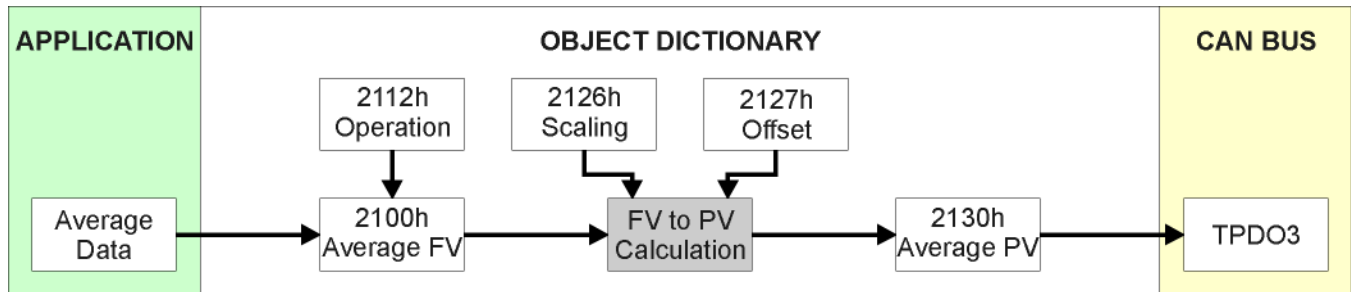 APPLICATION
OBJECT DICTIONARY
CAN BUS
2112h
Operation
2126h
Scaling
2127h
Offset
Average
Data
2100h
Average FV
FV to PV
Calculation
2130h
Average PV
TPDO3